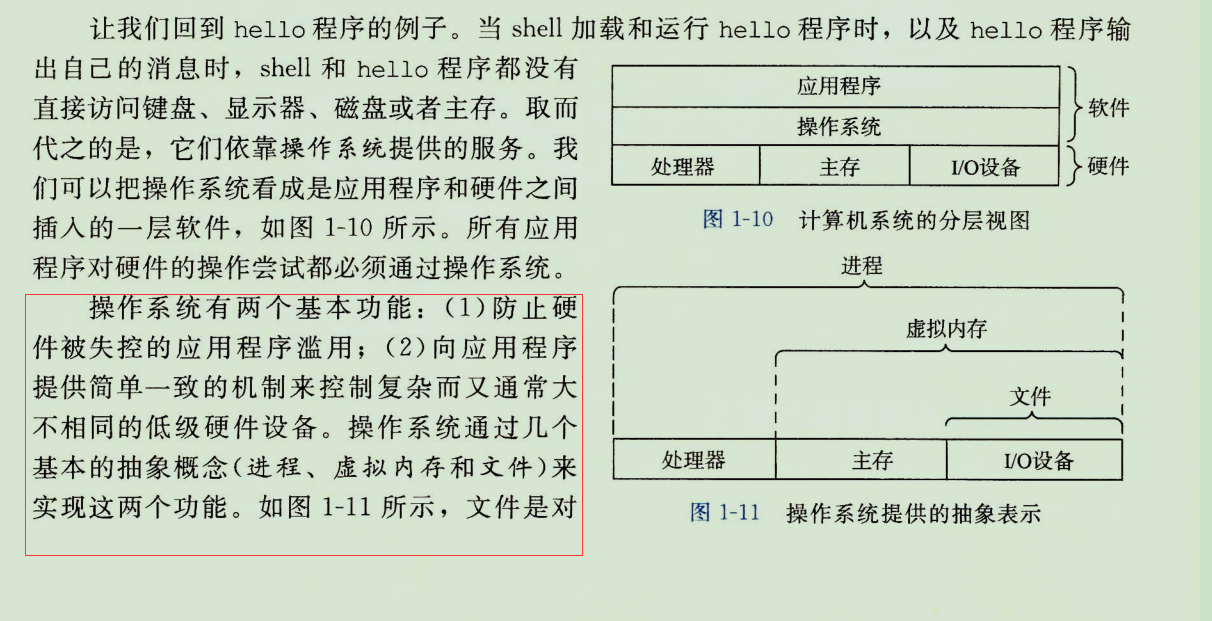 让我们回到 hello 程序的例子。当 shell 加载和运行 hello 程序时，以及 hello 程序输
出自己的消息时，shell 和 hello 程序都没有
直接访问键盘、显示器、磁盘或者主存。取而
代之的是，它们依靠操作系统提供的服务。我
们可以把操作系统看成是应用程序和硬件之间
插入的一层软件，如图 1-10 所示。所有应用
程序对硬件的操作尝试都必须通过操作系统。
操作系统有两个基本功能：(1)防止硬
件被失控的应用程序滥用；(2)向应用程序
提供简单一致的机制来控制复杂而又通常大
不相同的低级硬件设备。操作系统通过几个
基本的抽象概念(进程、虚拟内存和文件)来
实现这两个功能。如图 1-11 所示，文件是对
应用程序
软件
操作系统
处理器 主存 I/O设备
硬件
图 1-10 计算机系统的分层视图
进程
虚拟内存
文件
处理器 主存 I/O设备
图 1-11 操作系统提供的抽象表示